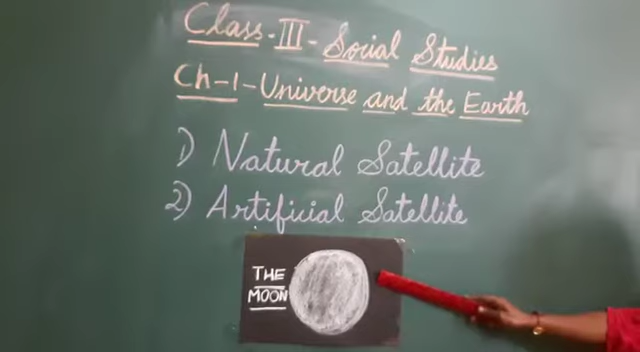 Class-III-Social Studies
Ch-1-Universe and the Earth
1) Natural Satellite
2) Artificial Satellite
THE
MOON